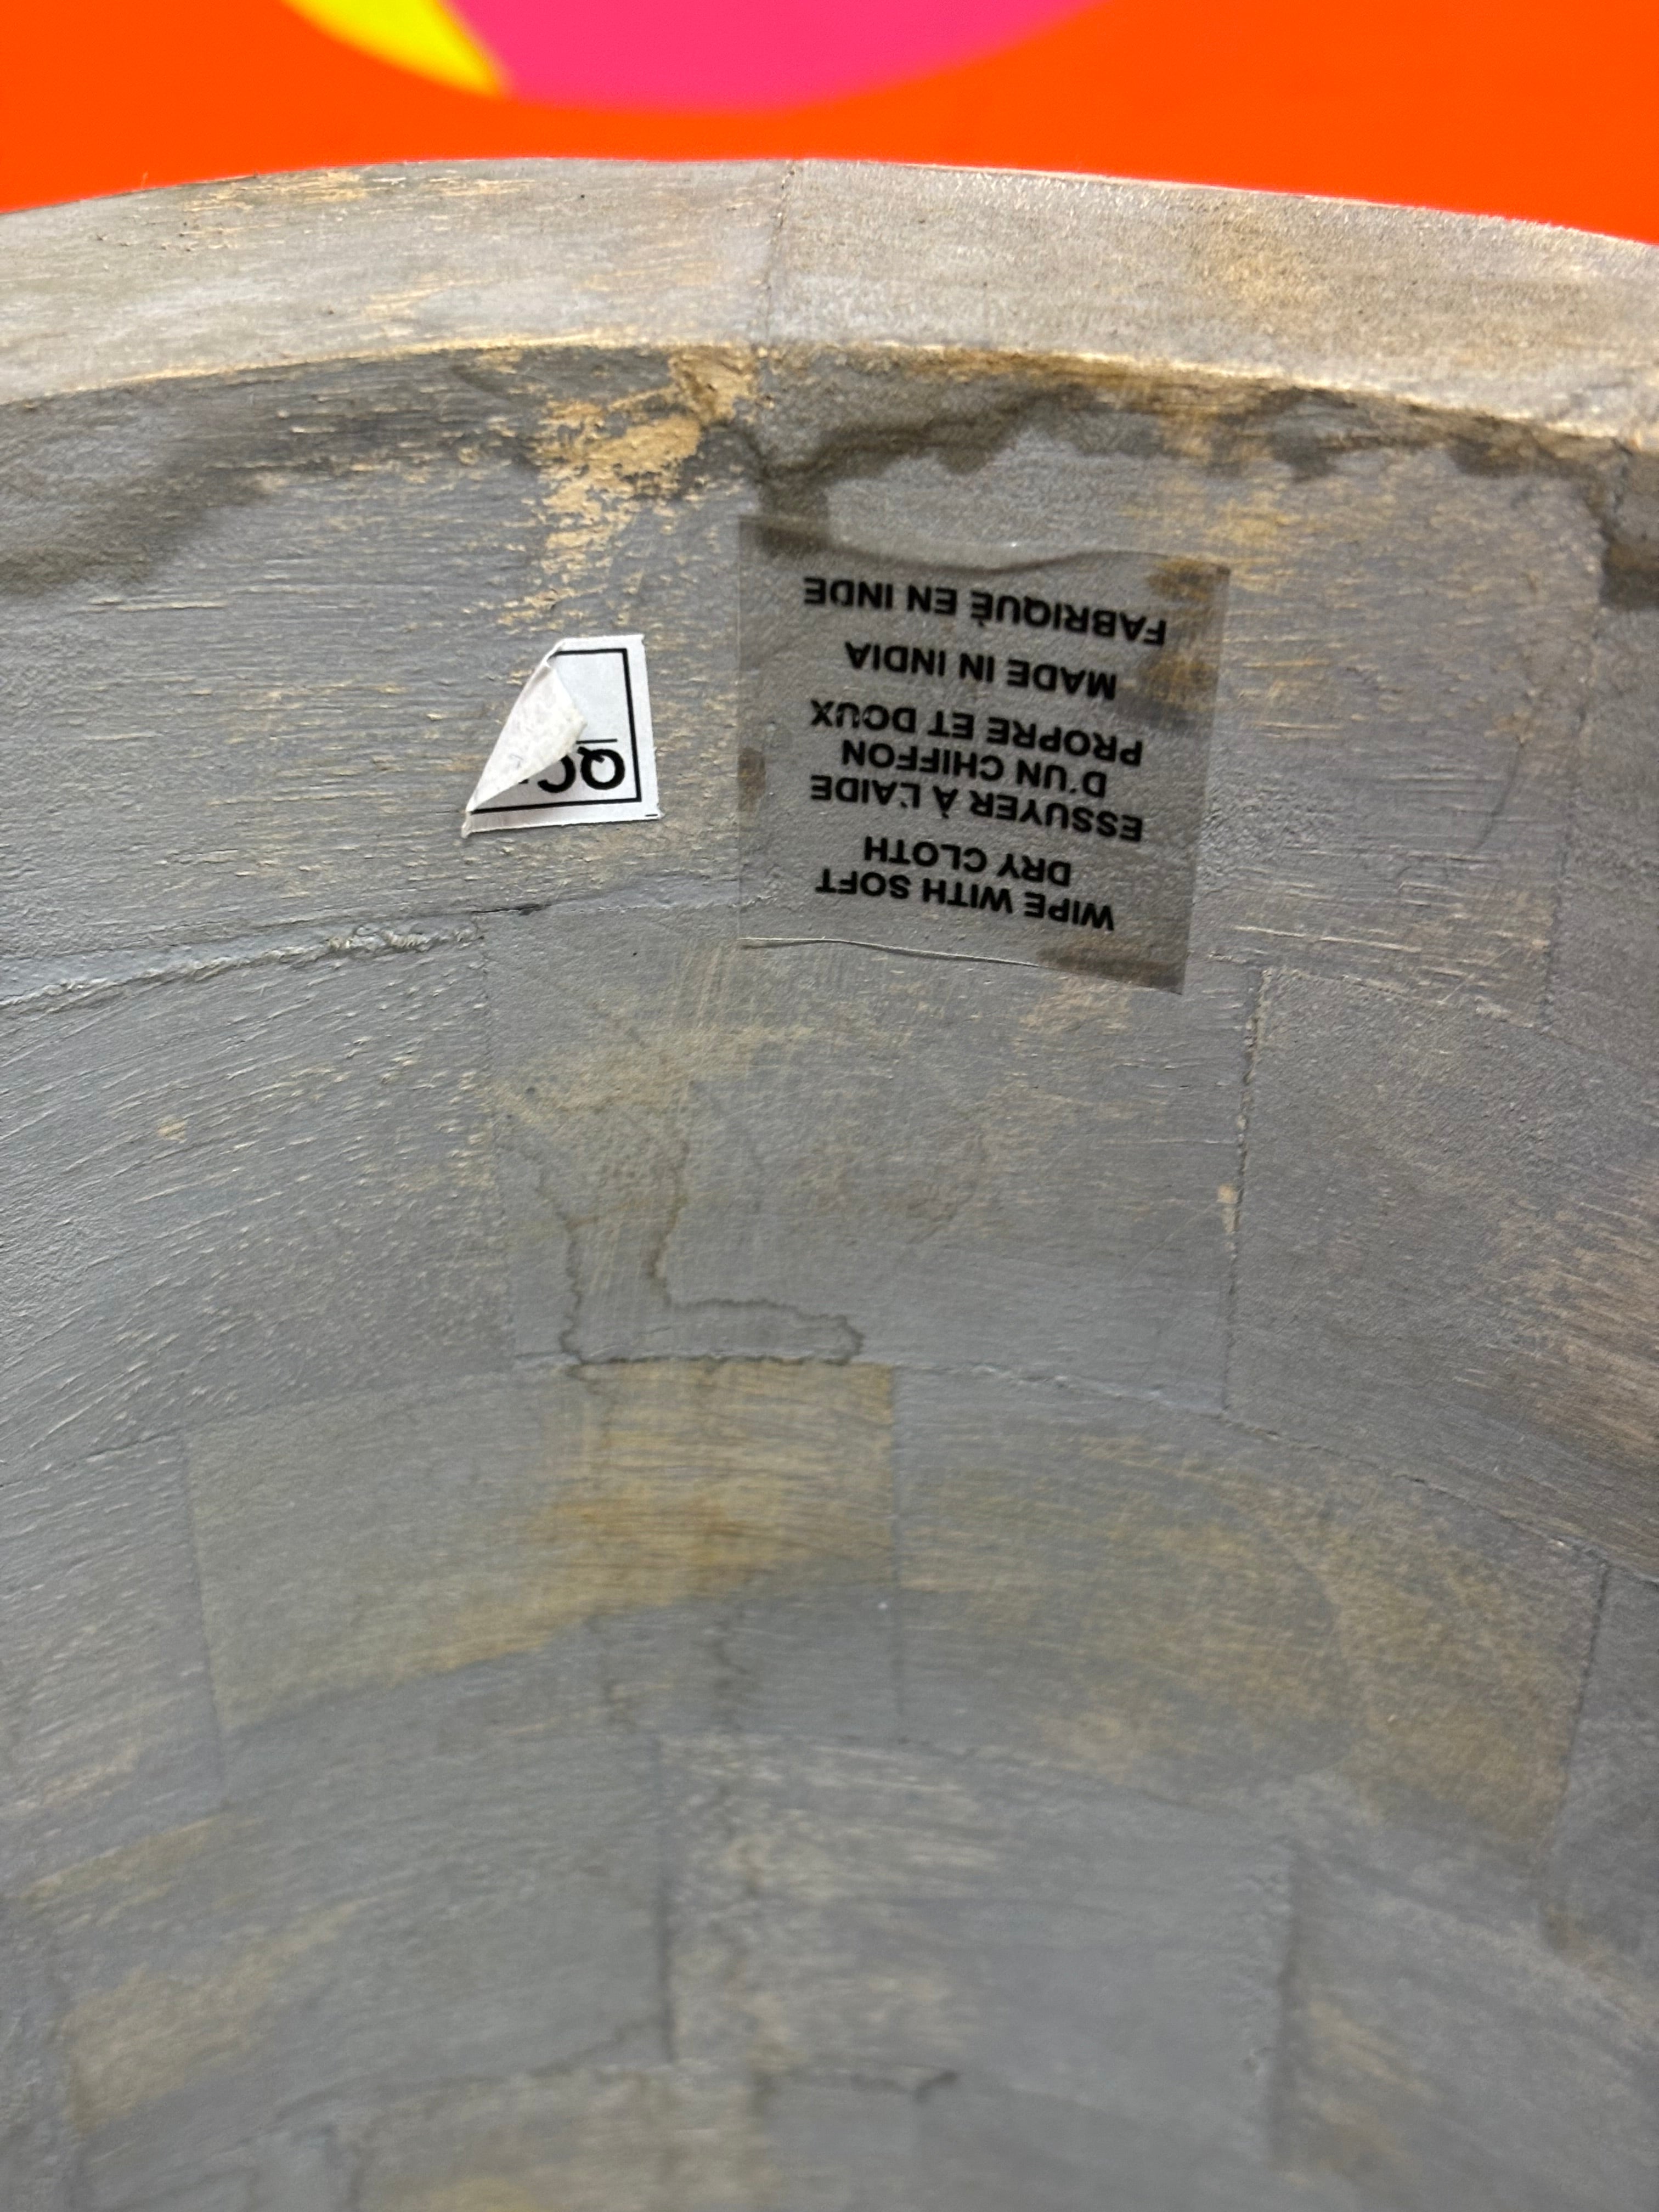 WIPE WITH SOFT
DRY CLOTH
ESSUYER À L'AIDE
D'UN CHIFFON
PROPRE ET DOUX
MADE IN INDIA
FABRIQUÉ EN INDE
QC